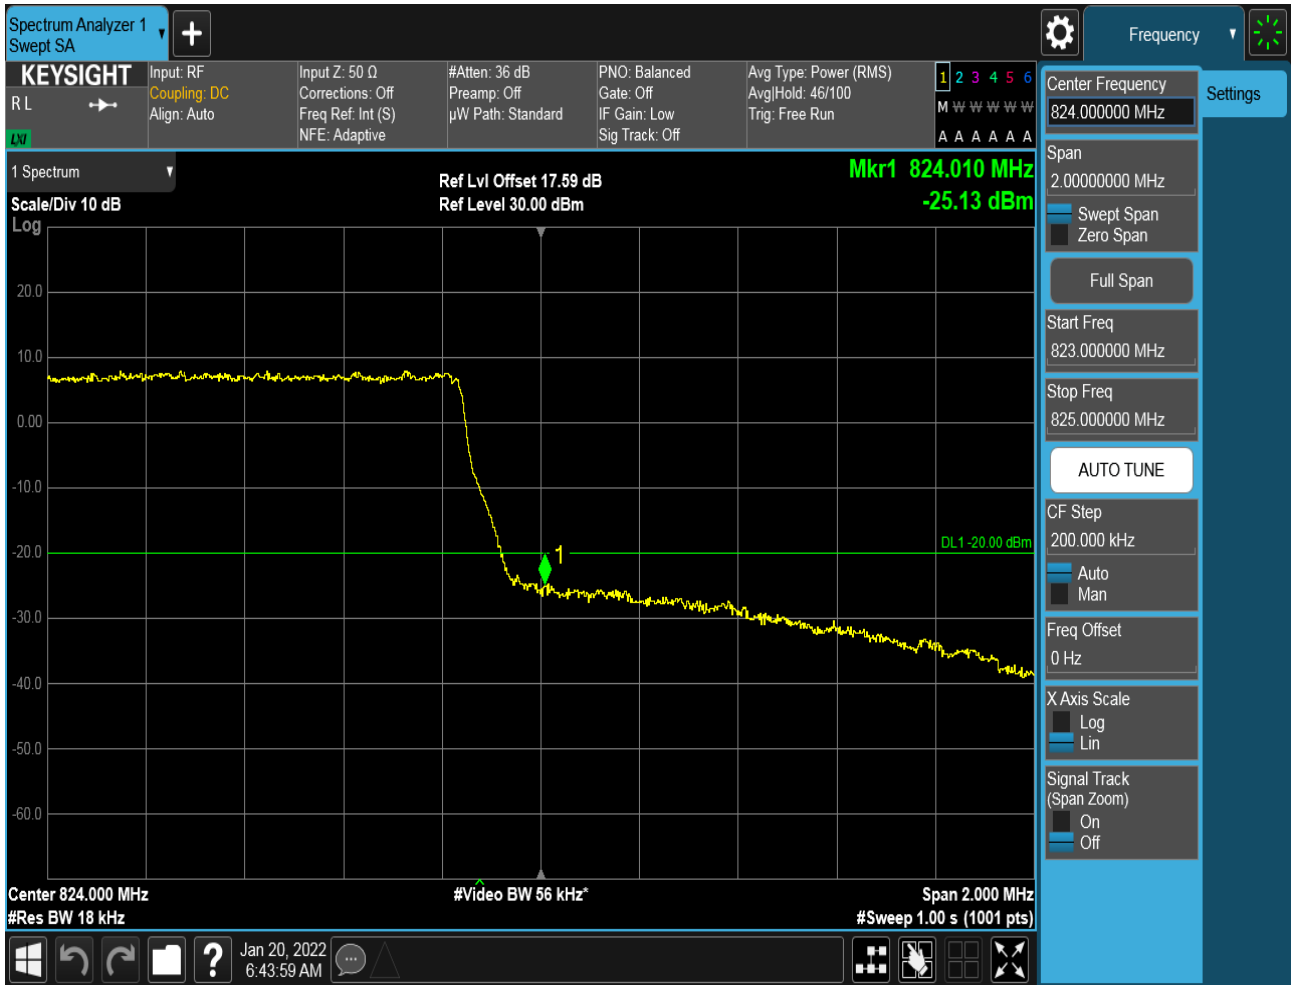 Spectrum Analyzer 1
Swept SA
+
Frequency
KEYSIGHT
R L
LXI
Input: RF
Coupling: DC
Align: Auto
Input Z: 50 Ω
Corrections: Off
Freq Ref: Int (S)
NFE: Adaptive
#Atten: 36 dB
Preamp: Off
µW Path: Standard
PNO: Balanced
Gate: Off
IF Gain: Low
Sig Track: Off
Avg Type: Power (RMS)
Avg|Hold: 46/100
Trig: Free Run
1 2 3 4 5 6
M W W W W W
A A A A A A
1 Spectrum
Scale/Div 10 dB
Log
Ref Lvl Offset 17.59 dB
Ref Level 30.00 dBm
Mkr1 824.010 MHz
-25.13 dBm
20.0
10.0
0.00
-10.0
-20.0
-30.0
-40.0
-50.0
-60.0
DL1 -20.00 dBm
1
Center 824.000 MHz
#Res BW 18 kHz
#Video BW 56 kHz*
Span 2.000 MHz
#Sweep 1.00 s (1001 pts)
?
Jan 20, 2022
6:43:59 AM
Center Frequency
824.000000 MHz
Span
2.00000000 MHz
Swept Span
Zero Span
Full Span
Start Freq
823.000000 MHz
Stop Freq
825.000000 MHz
AUTO TUNE
CF Step
200.000 kHz
Auto
Man
Freq Offset
0 Hz
X Axis Scale
Log
Lin
Signal Track
(Span Zoom)
On
Off
Settings